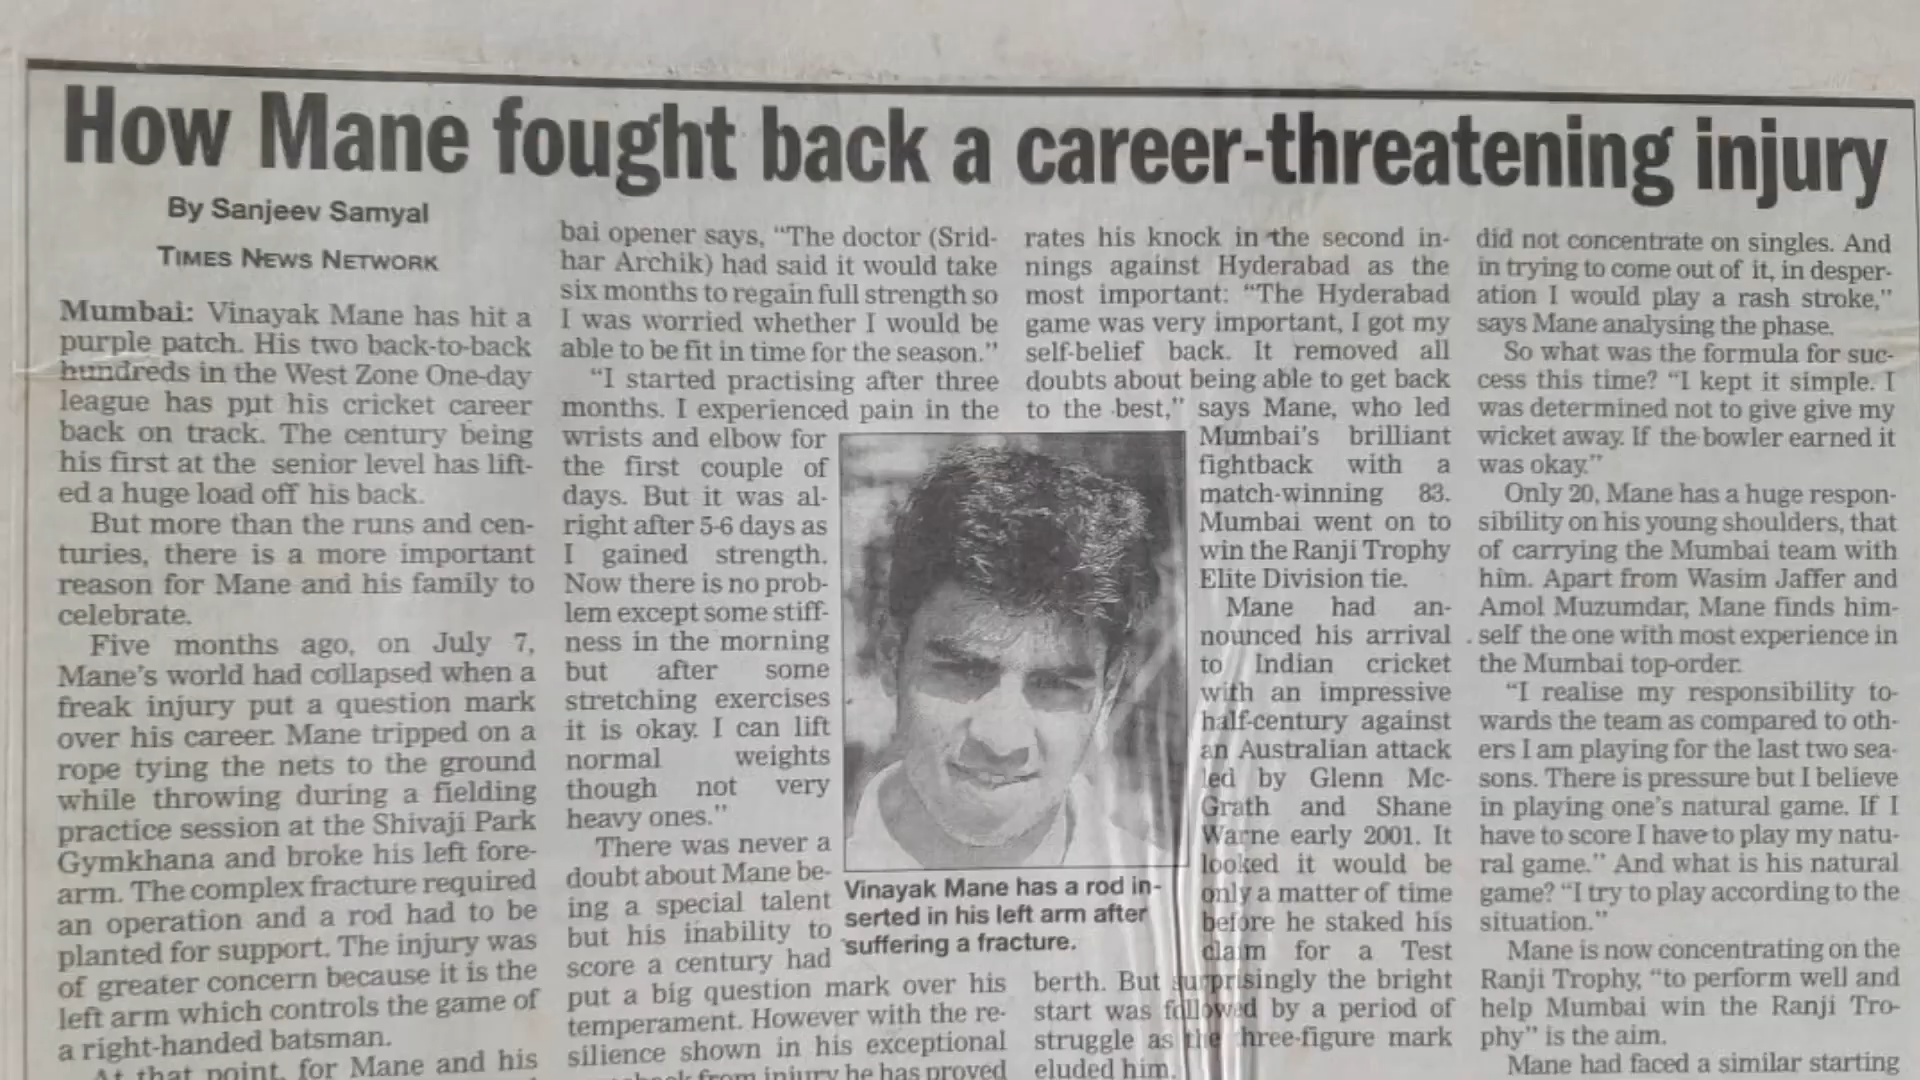 How Mane fought back a career-threatening injury
By Sanjeev Samyal
TIMES NEWS NETWORK
Mumbai: Vinayak Mane has hit a
purple patch. His two back-to-back
hundreds in the West Zone One-day
league has put his cricket career
back on track. The century being
his first at the senior level has lift-
ed a huge load off his back.
But more than the runs and cen-
turies, there is a more important
reason for Mane and his family to
celebrate.
Five months ago, on July 7,
Mane's world had collapsed when a
freak injury put a question mark
over his career. Mane tripped on a
rope tying the nets to the ground
while throwing during a fielding
practice session at the Shivaji Park
Gymkhana and broke his left fore-
arm. The complex fracture required
an operation and a rod had to be
planted for support. The injury was
of greater concern because it is the
left arm which controls the game of
a right-handed batsman.
At that point, for Mane and his
bai opener says, "The doctor (Srid-
har Archik) had said it would take
six months to regain full strength so
I was worried whether I would be
able to be fit in time for the season."
"I started practising after three
months. I experienced pain in the
wrists and elbow for
the first couple of
days. But it was al-
right after 5-6 days as
I gained strength.
Now there is no prob-
lem except some stiff-
ness in the morning
but after some
stretching exercises
it is okay. I can lift
normal weights
though not very
heavy ones."
There was never a
doubt about Mane be-
ing a special talent
but his inability to
score a century had
put a big question mark over his
temperament. However with the re-
silience shown in his exceptional
from injury he has proved
Vinayak Mane has a rod in-
serted in his left arm after
suffering a fracture.
rates his knock in the second in-
nings against Hyderabad as the
most important: "The Hyderabad
game was very important, I got my
self-belief back. It removed all
doubts about being able to get back
to the best," says Mane, who led
Mumbai's brilliant
fightback with a
match-winning 83.
Mumbai went on to
win the Ranji Trophy
Elite Division tie.
Mane had an-
nounced his arrival
to Indian cricket
with an impressive
half-century against
an Australian attack
led by Glenn Mc-
Grath and Shane
Warne early 2001. It
looked it would be
only a matter of time
before he staked his
claim for a Test
berth. But surprisingly the bright
start was followed by a period of
struggle as the three-figure mark
eluded him.
did not concentrate on singles. And
in trying to come out of it, in desper-
ation I would play a rash stroke,"
says Mane analysing the phase.
So what was the formula for suc-
cess this time? "I kept it simple. I
was determined not to give give my
wicket away. If the bowler earned it
was okay."
Only 20, Mane has a huge respon-
sibility on his young shoulders, that
of carrying the Mumbai team with
him. Apart from Wasim Jaffer and
Amol Muzumdar, Mane finds him-
self the one with most experience in
the Mumbai top-order.
"I realise my responsibility to-
wards the team as compared to oth-
ers I am playing for the last two sea-
sons. There is pressure but I believe
in playing one's natural game. If I
have to score I have to play my natu-
ral game." And what is his natural
game? "I try to play according to the
situation."
Mane is now concentrating on the
Ranji Trophy, "to perform well and
help Mumbai win the Ranji Tro-
phy" is the aim.
Mane had faced a similar starting